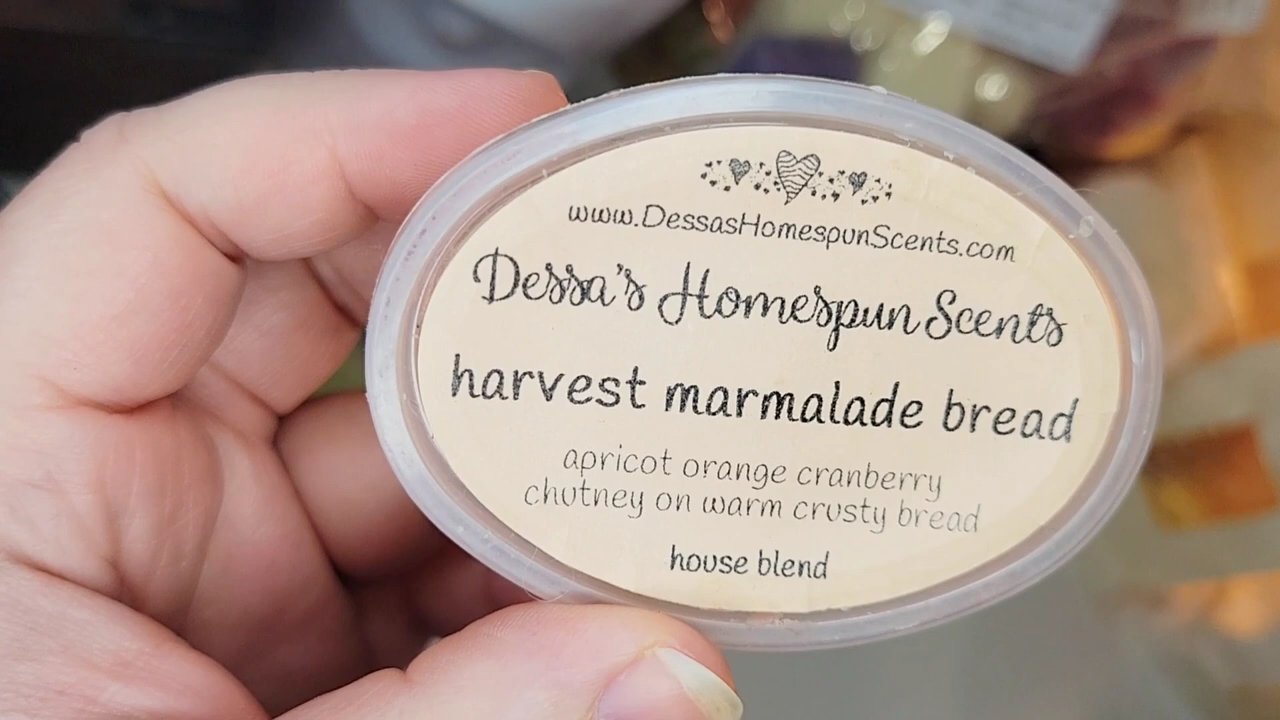 www.DessasHomespunScents.com
Dessa's Homespun Scents
harvest marmalade bread
apricot orange cranberry
chutney on warm crusty bread
house blend